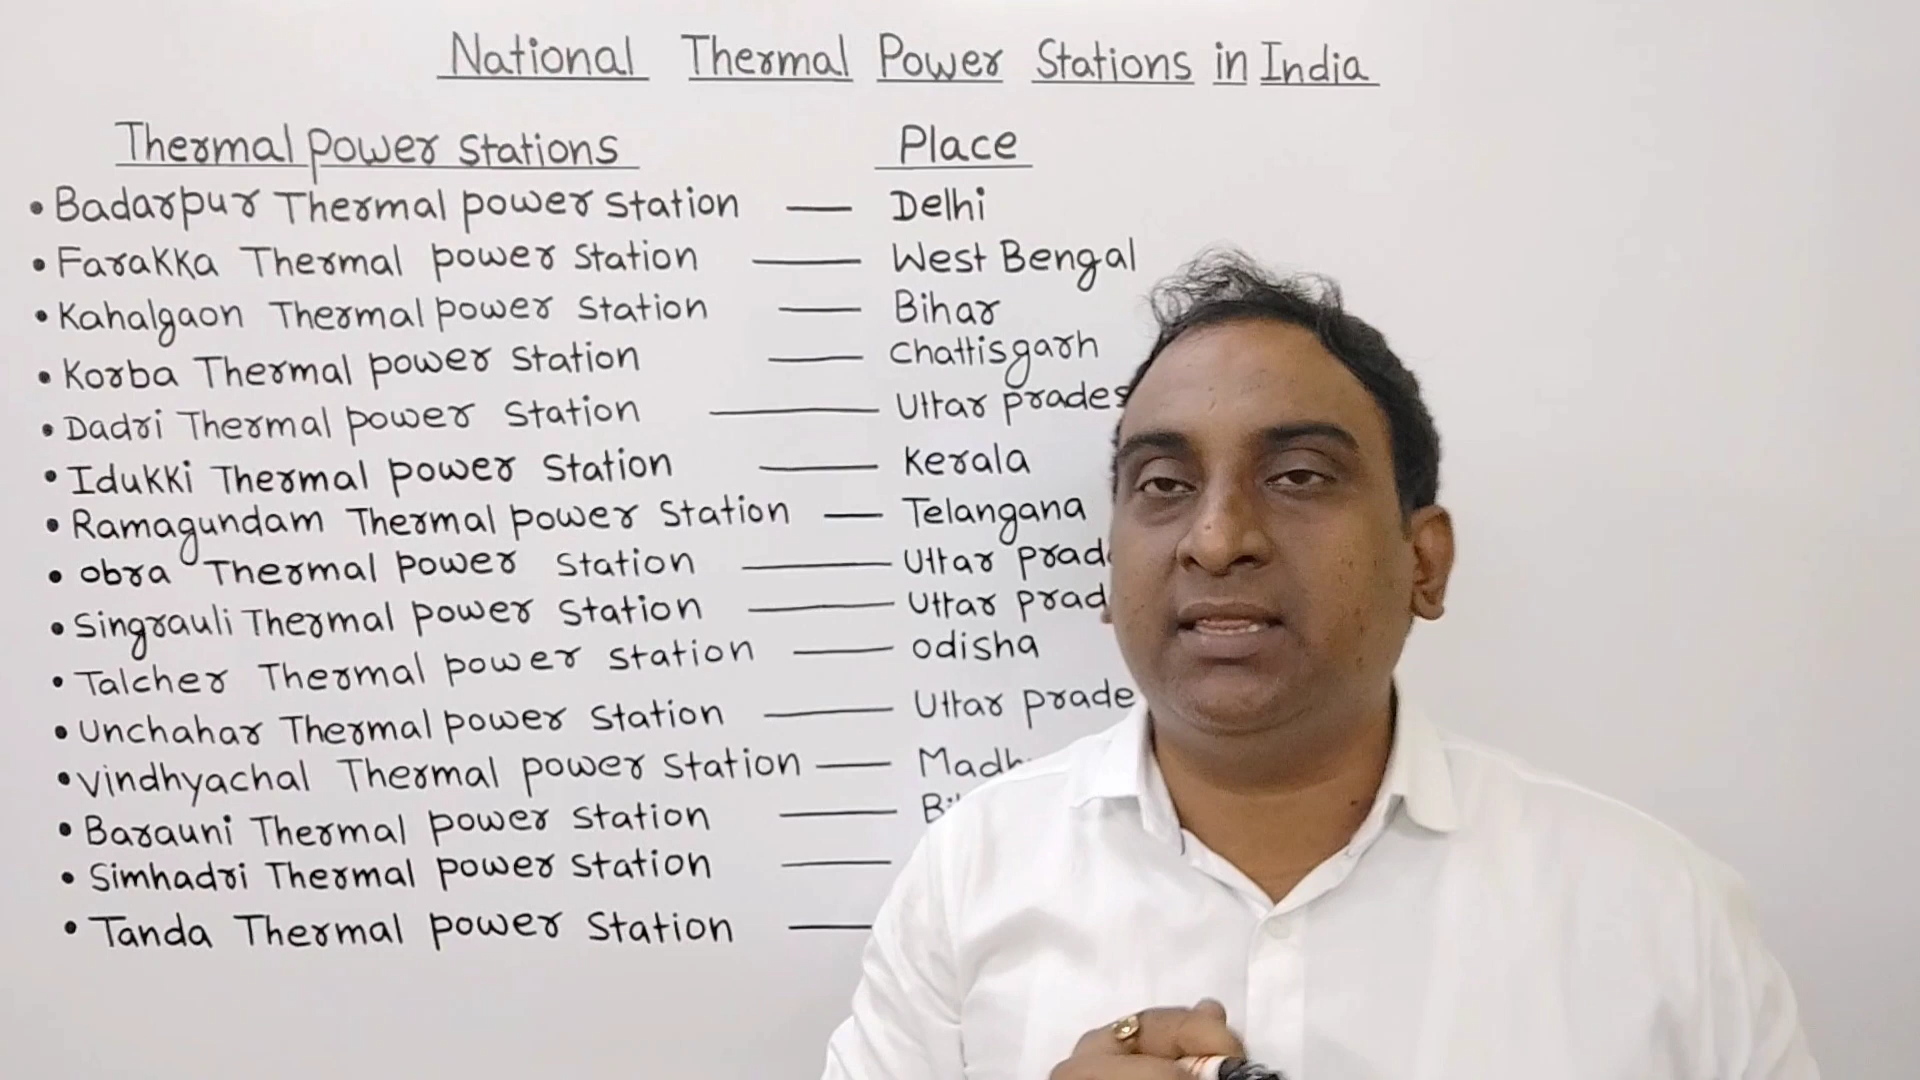 National Thermal Power Stations in India
Thermal power stations Place
• Badarpur Thermal power station — Delhi
• Farakka Thermal power station — West Bengal
• Kahalgaon Thermal power station — Bihar
• Korba Thermal power station — Chattisgarh
• Dadri Thermal power station — Uttar
• Idukki Thermal power station — Kerala
• Ramagundam Thermal power station — Telangana
• obra Thermal power station — Uttar
• Singrauli Thermal power station — Uttar
• Talcher Thermal power station — odisha
• Unchahar Thermal power station — Uttar
• Vindhyachal Thermal power station —
• Barauni Thermal power station —
• Simhadri Thermal power station —
• Tanda Thermal power station —